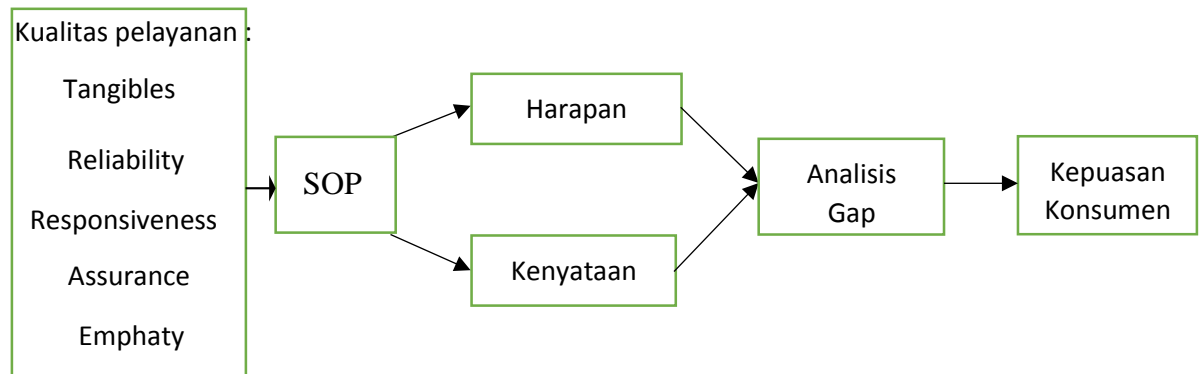 Kualitas pelayanan :
Tangibles
Reliability
Responsiveness
Assurance
Emphaty
SOP
Harapan
Kenyataan
Analisis
Gap
Kepuasan
Konsumen